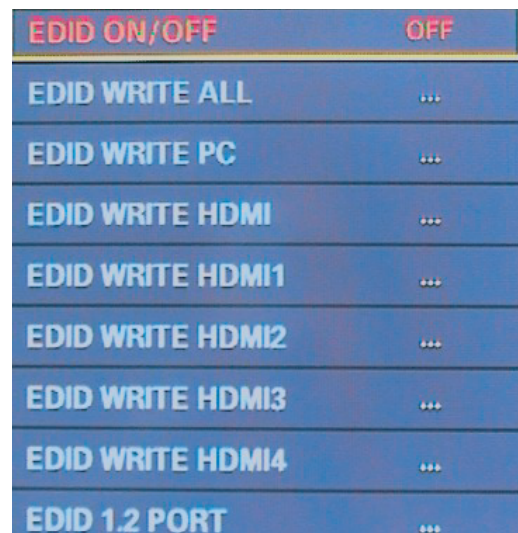 EDID ON/OFF OFF
EDID WRITE ALL ...
EDID WRITE PC ...
EDID WRITE HDMI ...
EDID WRITE HDMI1 ...
EDID WRITE HDMI2 ...
EDID WRITE HDMI3 ...
EDID WRITE HDMI4 ...
EDID 1.2 PORT ...